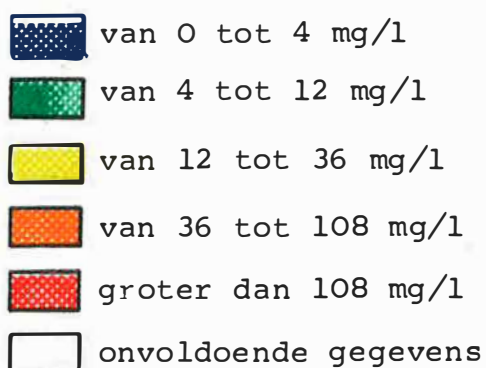 van 0 tot 4 mg/l
van 4 tot 12 mg/l
van 12 tot 36 mg/l
van 36 tot 108 mg/l
groter dan 108 mg/l
onvoldoende gegevens